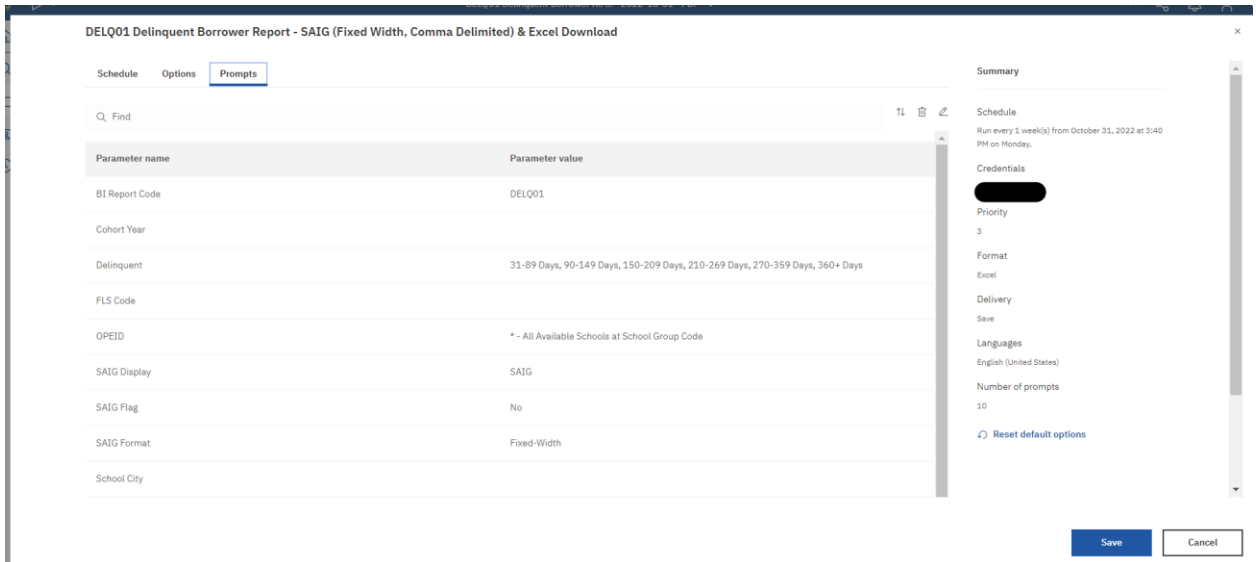 DELQ01 Delinquent Borrower Report - SAIG (Fixed Width, Comma Delimited) & Excel Download
Schedule Options Prompts
Find
Parameter name Parameter value
BI Report Code DELQ01
Cohort Year
Delinquent 31-89 Days, 90-149 Days, 150-209 Days, 210-269 Days, 270-359 Days, 360+ Days
FLS Code
OPEID * - All Available Schools at School Group Code
SAIG Display SAIG
SAIG Flag No
SAIG Format Fixed-Width
School City
Summary
Schedule
Run every 1 week(s) from October 31, 2022 at 3:40
PM on Monday.
Credentials
Priority
3
Format
Excel
Delivery
Save
Languages
English (United States)
Number of prompts
10
Reset default options
Save Cancel